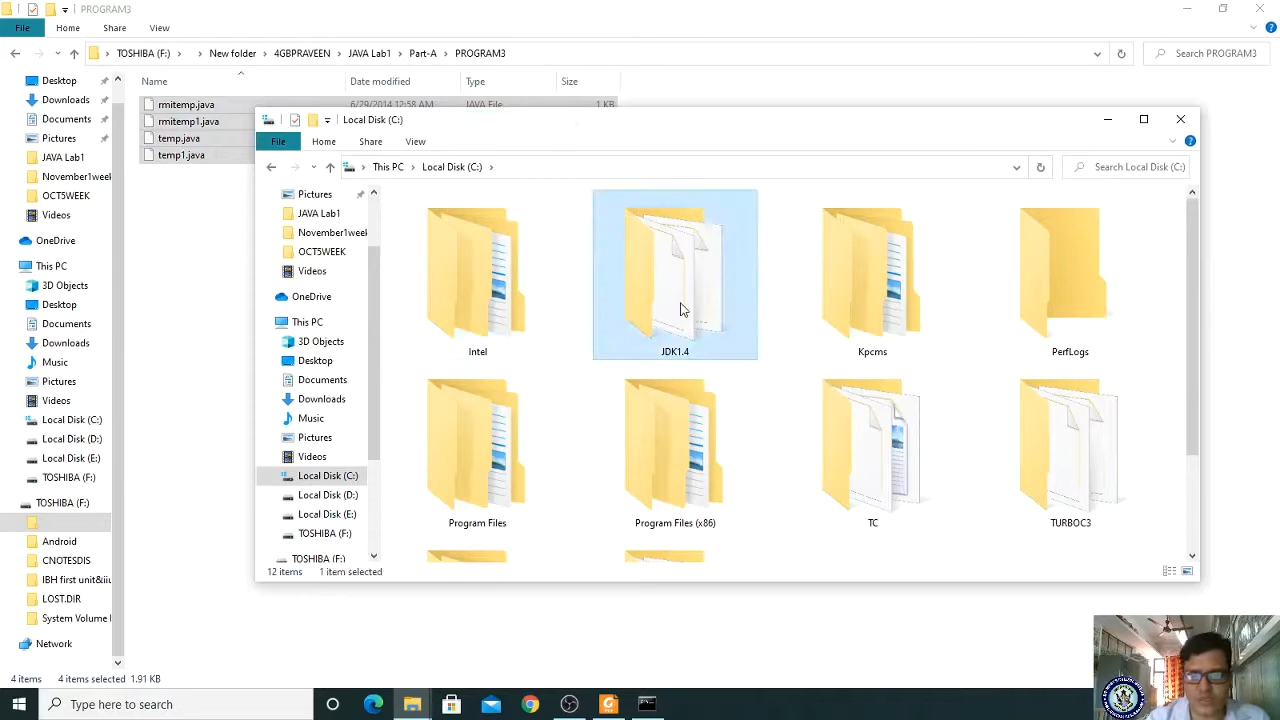 PROGRAM3
File Home Share View
TOSHIBA (F:) New folder 4GBPRAVEEN JAVA Lab1 Part-A PROGRAM3 Search PROGRAM3
Name Date modified Type Size
Desktop
Downloads
Documents
Pictures
JAVA Lab1
November1week
OCT5WEEK
Videos
OneDrive
This PC
3D Objects
Desktop
Documents
Downloads
Music
Pictures
Videos
Local Disk (C:)
Local Disk (D:)
Local Disk (E:)
TOSHIBA (F:)
TOSHIBA (F:)
Android
CNOTESDIS
IBH first unit&iiu
LOST.DIR
System Volume I
Network
rmitemp.java 6/29/2014 12:58 AM JAVA File 1 KB
rmitemp1.java
temp.java
temp1.java
Local Disk (C:)
File Home Share View
This PC Local Disk (C:) Search Local Disk (C:)
Pictures
JAVA Lab1
November1week
OCT5WEEK
Videos
OneDrive
This PC
3D Objects
Desktop
Documents
Downloads
Music
Pictures
Videos
Local Disk (C:)
Local Disk (D:)
Local Disk (E:)
TOSHIBA (F:)
TOSHIBA (F:)
Intel JDK1.4 Kpcms PerfLogs
Program Files Program Files (x86) TC TURBOC3
12 items 1 item selected
4 items 4 items selected 1.91 KB
Type here to search